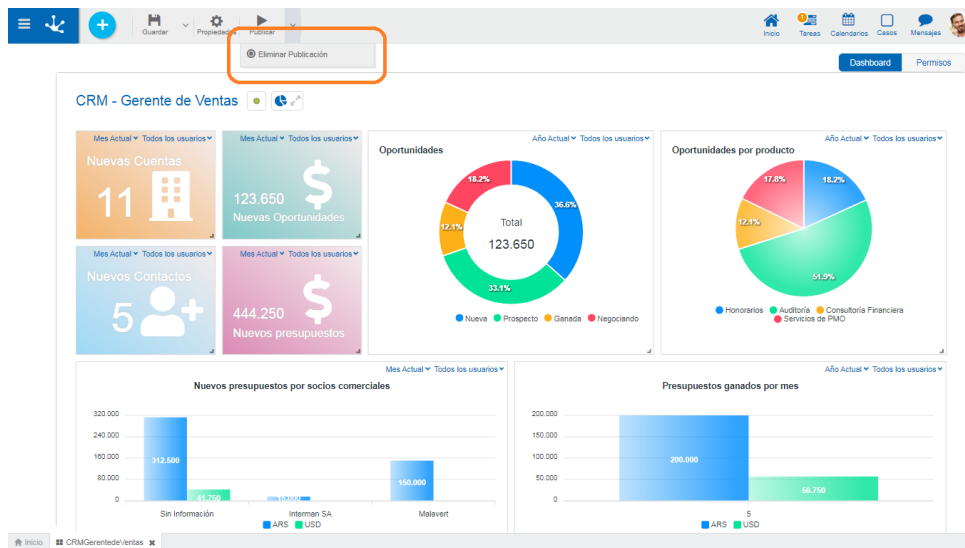 Guardar
Propiedades
Publicar
Inicio
Tareas
Calendarios
Casos
Mensajes
Eliminar Publicación
Dashboard
Permisos
CRM - Gerente de Ventas
Mes Actual Todos los usuarios
Nuevas Cuentas
11
Mes Actual Todos los usuarios
123.650
Nuevas Oportunidades
Año Actual Todos los usuarios
Oportunidades
18.2%
36.6%
12.1%
33.1%
Total
123.650
Nueva Prospecto Ganada Negociando
Año Actual Todos los usuarios
Oportunidades por producto
17.8%
18.2%
12.1%
51.9%
Honorarios Auditoría Consultoría Financiera
Servicios de PMO
Mes Actual Todos los usuarios
Nuevos Contactos
5
Mes Actual Todos los usuarios
444.250
Nuevos presupuestos
Mes Actual Todos los usuarios
Nuevos presupuestos por socios comerciales
320.000
240.000
160.000
80.000
0
312.500
41.750
15.000
150.000
Sin Información
Interman SA
Malavert
ARS USD
Año Actual Todos los usuarios
Presupuestos ganados por mes
200.000
150.000
100.000
50.000
0
200.000
56.750
5
ARS USD
Inicio
CRMGerentedeVentas